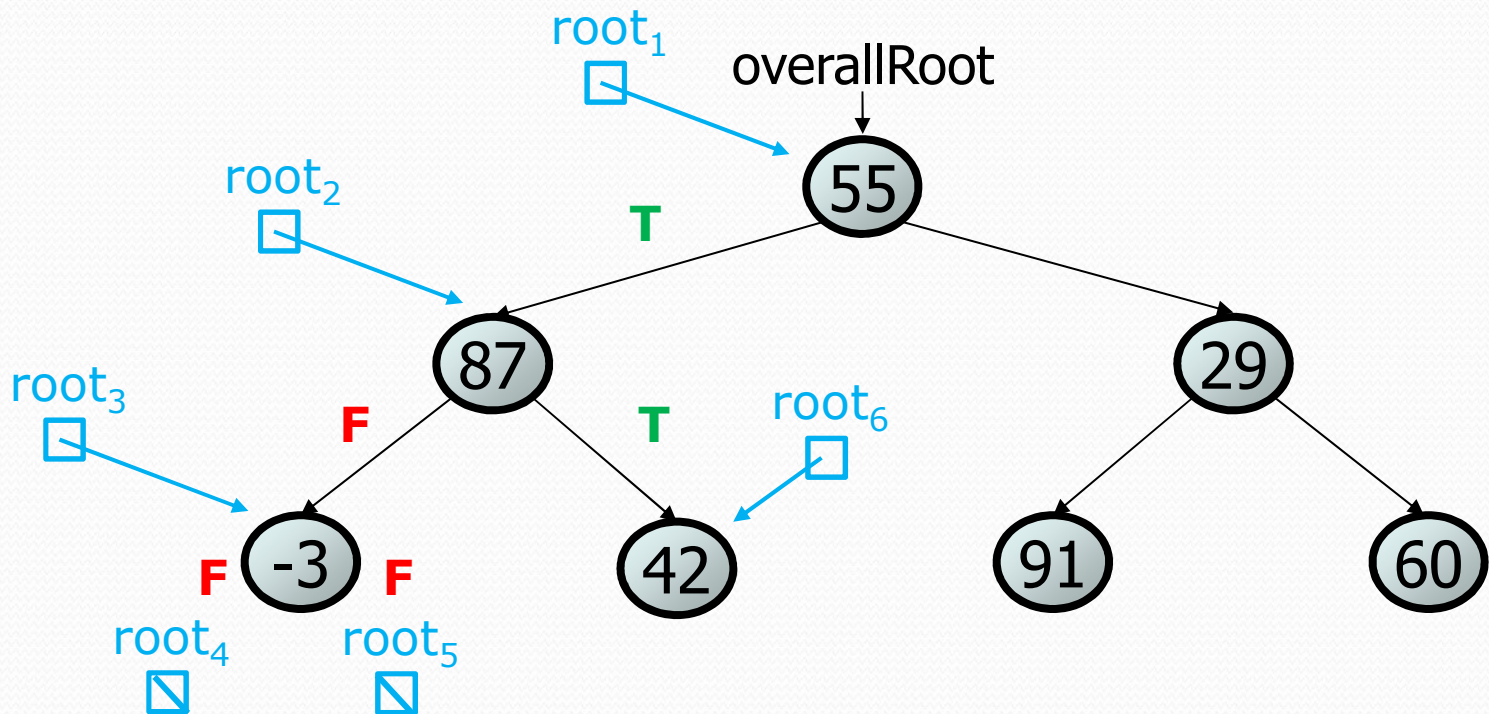 root₁
overallRoot
55
root₂
T
87
29
root₃
F
T
root₆
-3
42
91
60
F
F
root₄
root₅